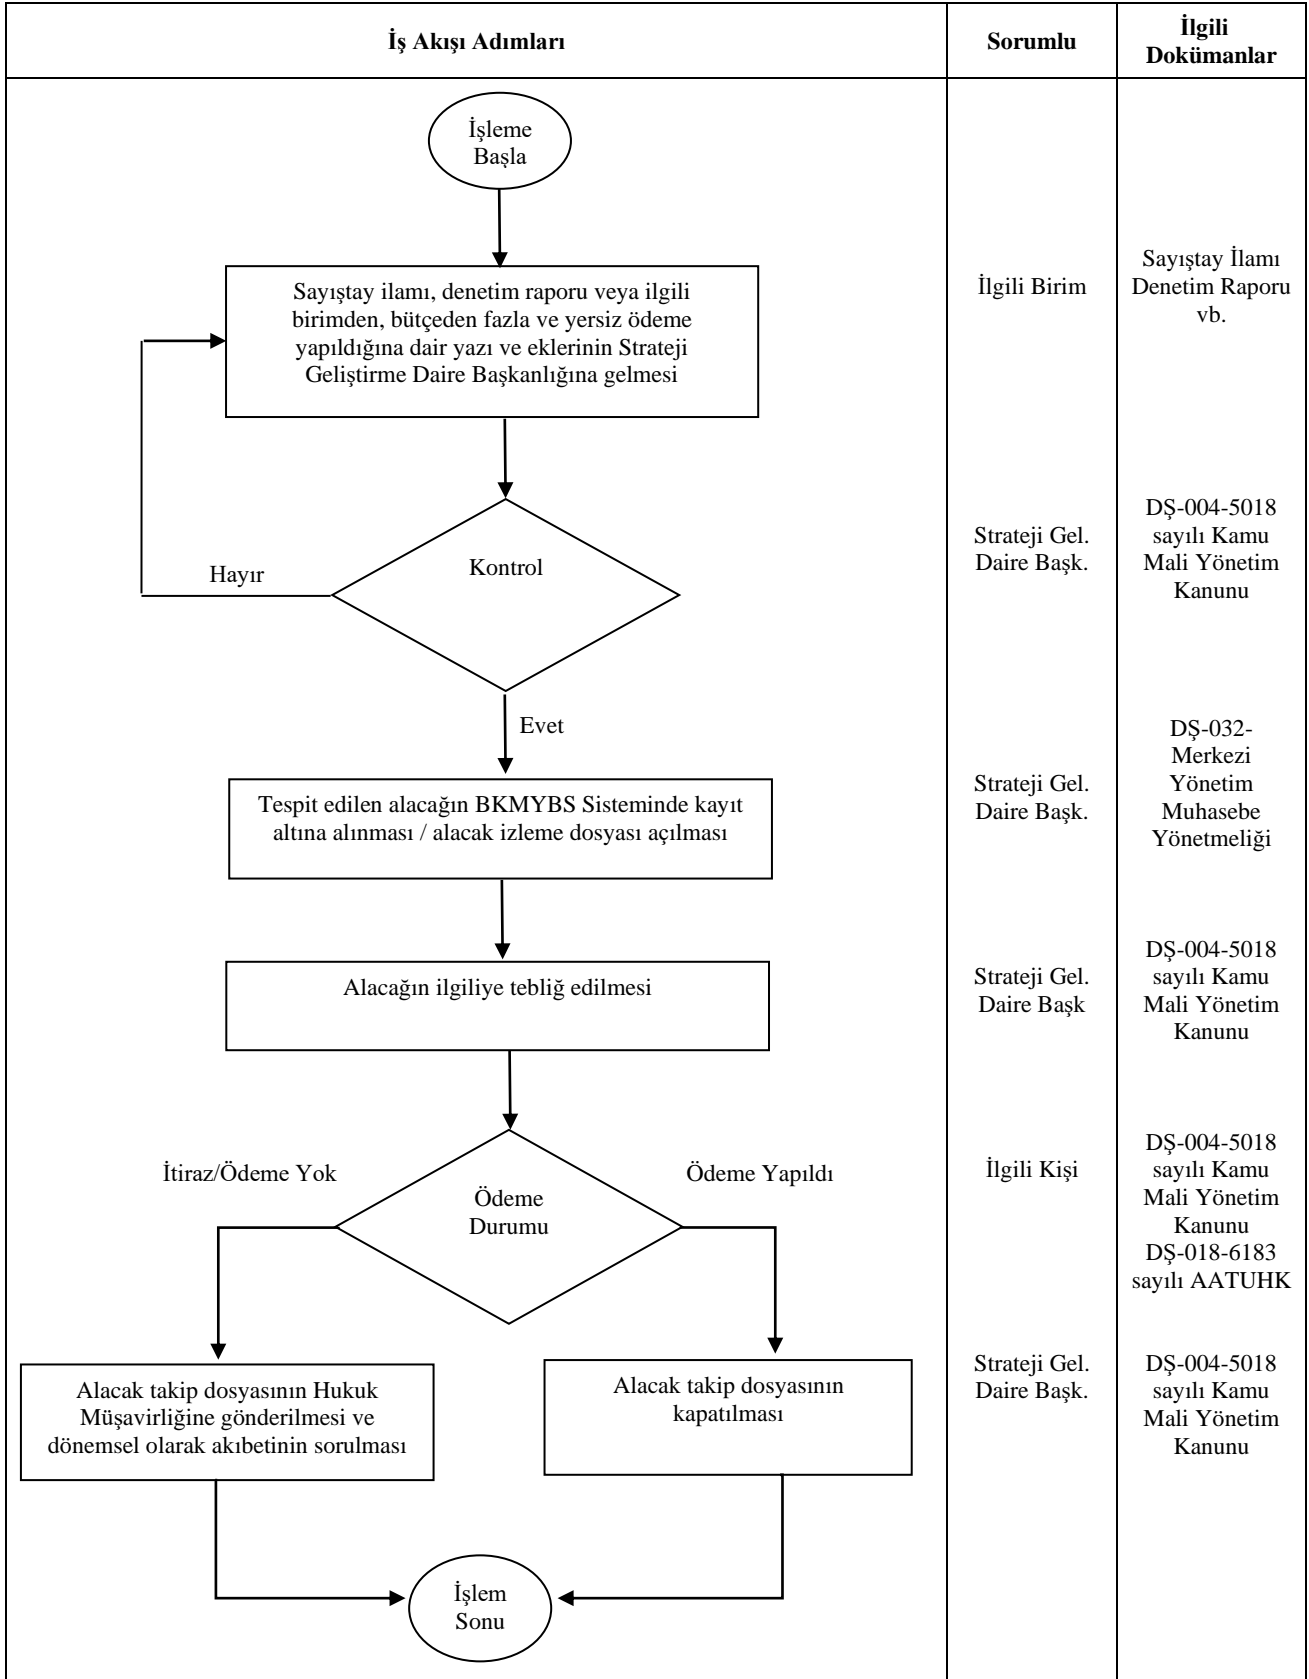 İş Akışı Adımları
Sorumlu
İlgili
Dokümanlar
İşleme
Başla
Sayıştay ilamı, denetim raporu veya ilgili
birimden, bütçeden fazla ve yersiz ödeme
yapıldığına dair yazı ve eklerinin Strateji
Geliştirme Daire Başkanlığına gelmesi
İlgili Birim
Sayıştay İlamı
Denetim Raporu
vb.
Kontrol
Hayır
Strateji Gel.
Daire Başk.
DŞ-004-5018
sayılı Kamu
Mali Yönetim
Kanunu
Evet
Tespit edilen alacağın BKMYBS Sisteminde kayıt
altına alınması / alacak izleme dosyası açılması
Strateji Gel.
Daire Başk.
DŞ-032-
Merkezi
Yönetim
Muhasebe
Yönetmeliği
Alacağın ilgiliye tebliğ edilmesi
Strateji Gel.
Daire Başk
DŞ-004-5018
sayılı Kamu
Mali Yönetim
Kanunu
İtiraz/Ödeme Yok
Ödeme
Durumu
Ödeme Yapıldı
İlgili Kişi
DŞ-004-5018
sayılı Kamu
Mali Yönetim
Kanunu
DŞ-018-6183
sayılı AATUHK
Alacak takip dosyasının Hukuk
Müşavirliğine gönderilmesi ve
dönemsel olarak akıbetinin sorulması
Alacak takip dosyasının
kapatılması
Strateji Gel.
Daire Başk.
DŞ-004-5018
sayılı Kamu
Mali Yönetim
Kanunu
İşlem
Sonu